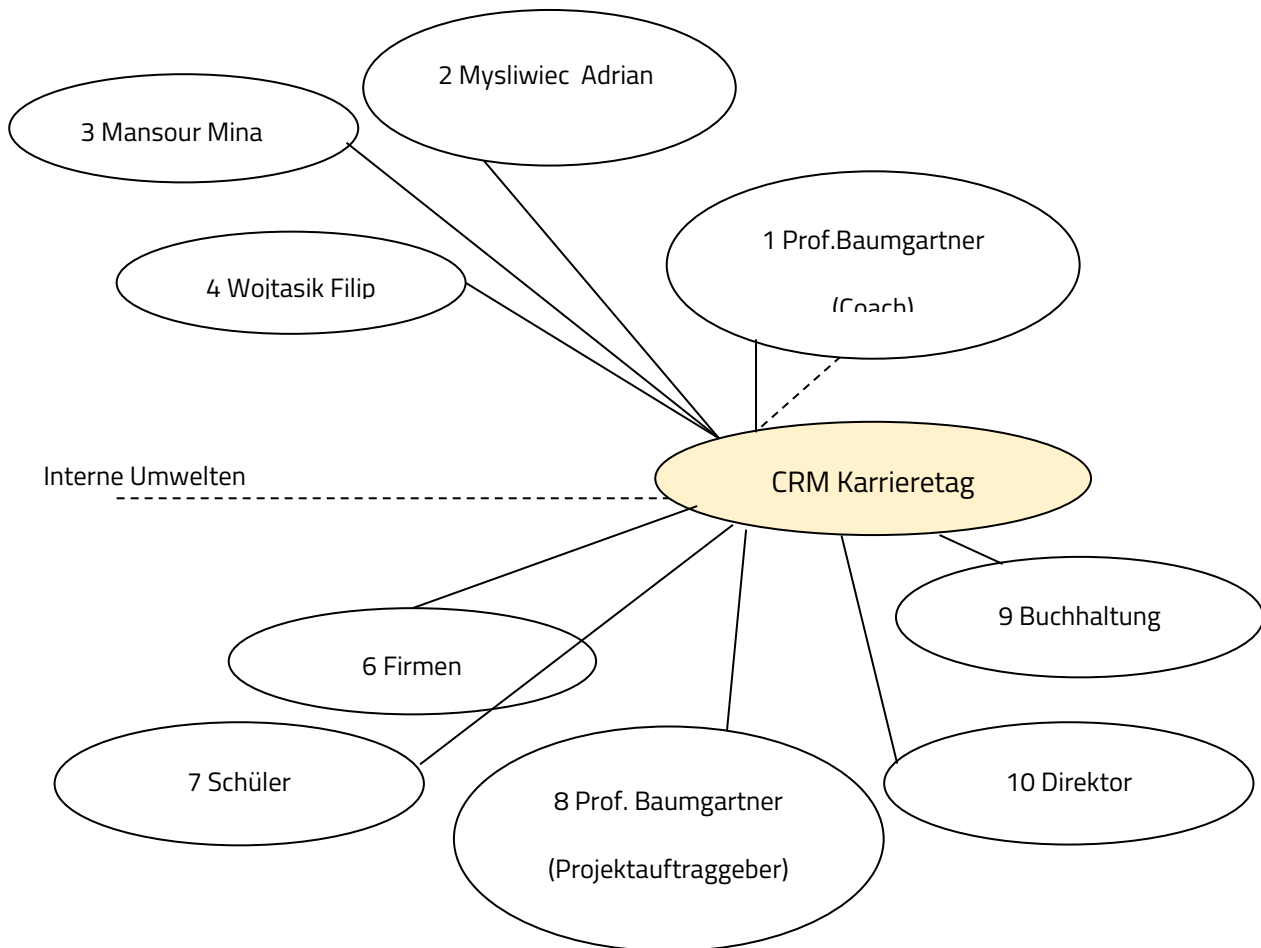 2 Mysliwiec Adrian
3 Mansour Mina
1 Prof.Baumgartner
(Coach)
4 Wojtasik Filip
Interne Umwelten
CRM Karrieretag
9 Buchhaltung
6 Firmen
7 Schüler
8 Prof. Baumgartner
(Projektauftraggeber)
10 Direktor